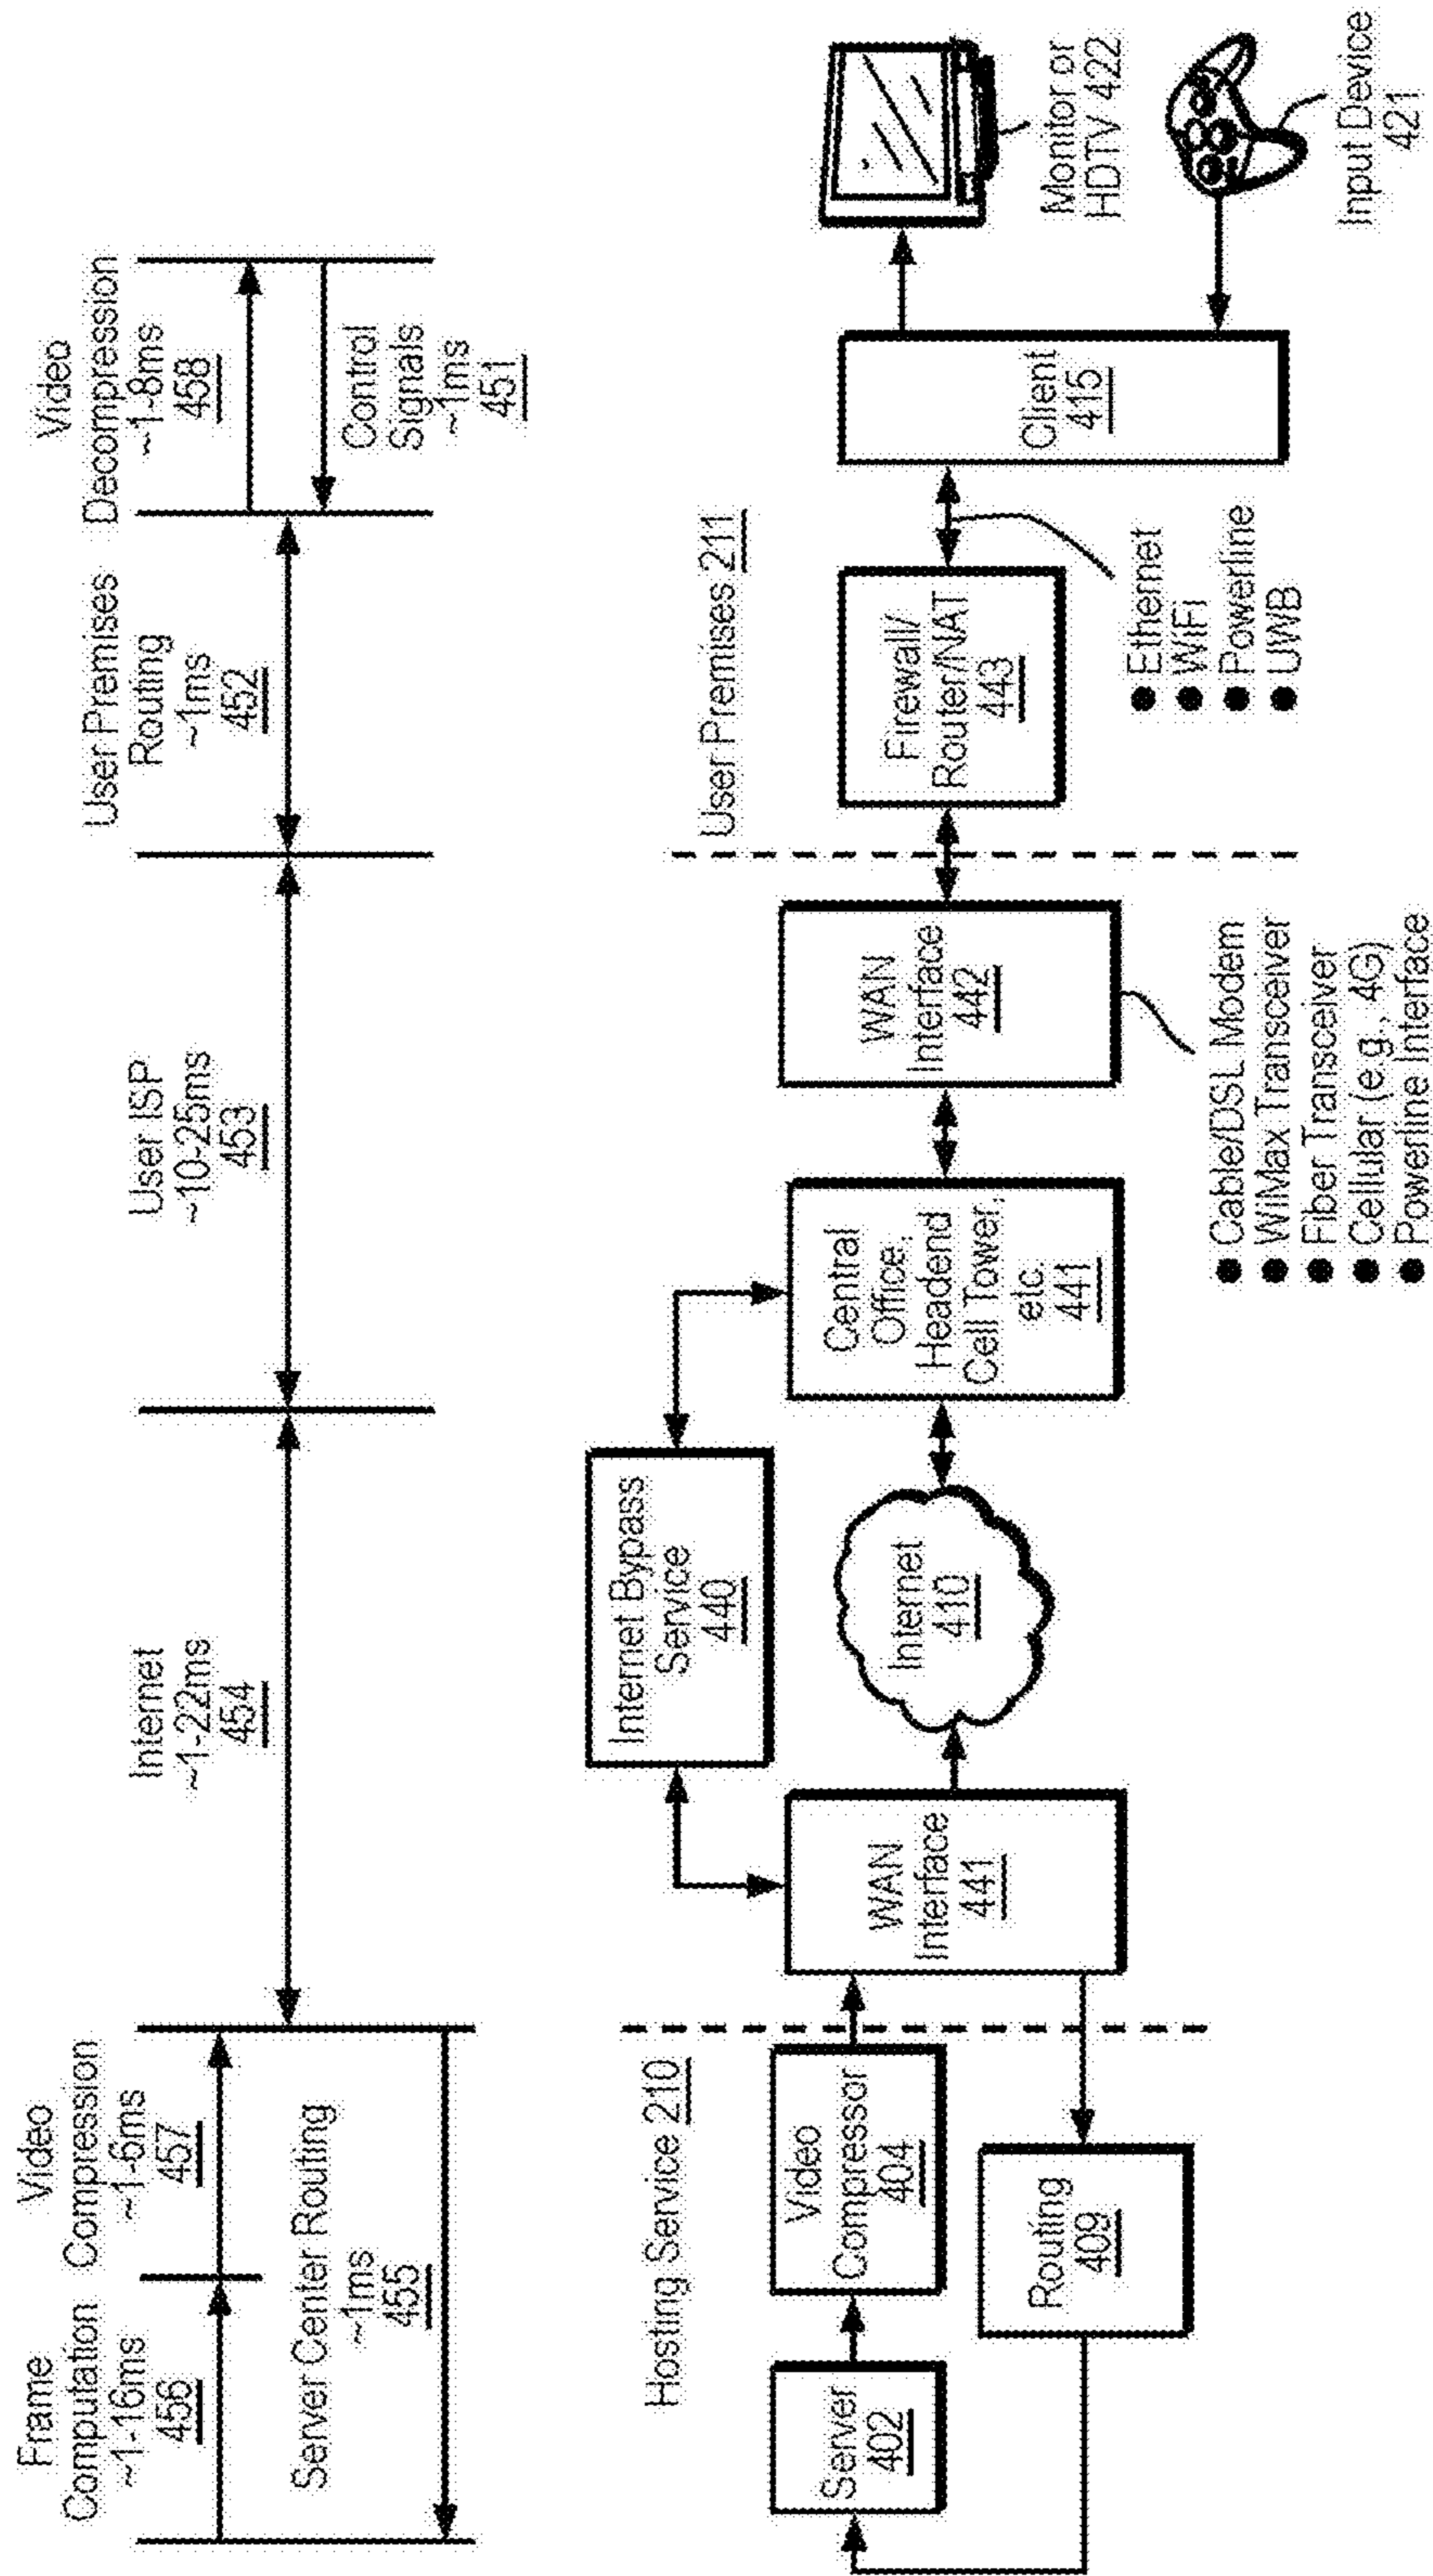 Frame
Computation
~1-16ms
456
Video
Compression
~1-6ms
457
Server Center Routing
~1ms
455
Internet
~1-22ms
454
User ISP
~10-25ms
453
User Premises
Routing
~1ms
452
Video
Decompression
~1-8ms
458
Control
Signals
~1ms
451
Hosting Service 210
Server
402
Video
Compressor
404
Routing
409
WAN
Interface
441
Internet Bypass
Service
440
Internet
410
Central
Office,
Headend
Cell Tower,
etc.
441
WAN
Interface
442
● Cable/DSL Modem
● WiMax Transceiver
● Fiber Transceiver
● Cellular (e.g., 4G)
● Powerline Interface
User Premises 211
Firewall/
Router/NAT
443
● Ethernet
● WiFi
● Powerline
● UWB
Client
415
Monitor or
HDTV 422
Input Device
421